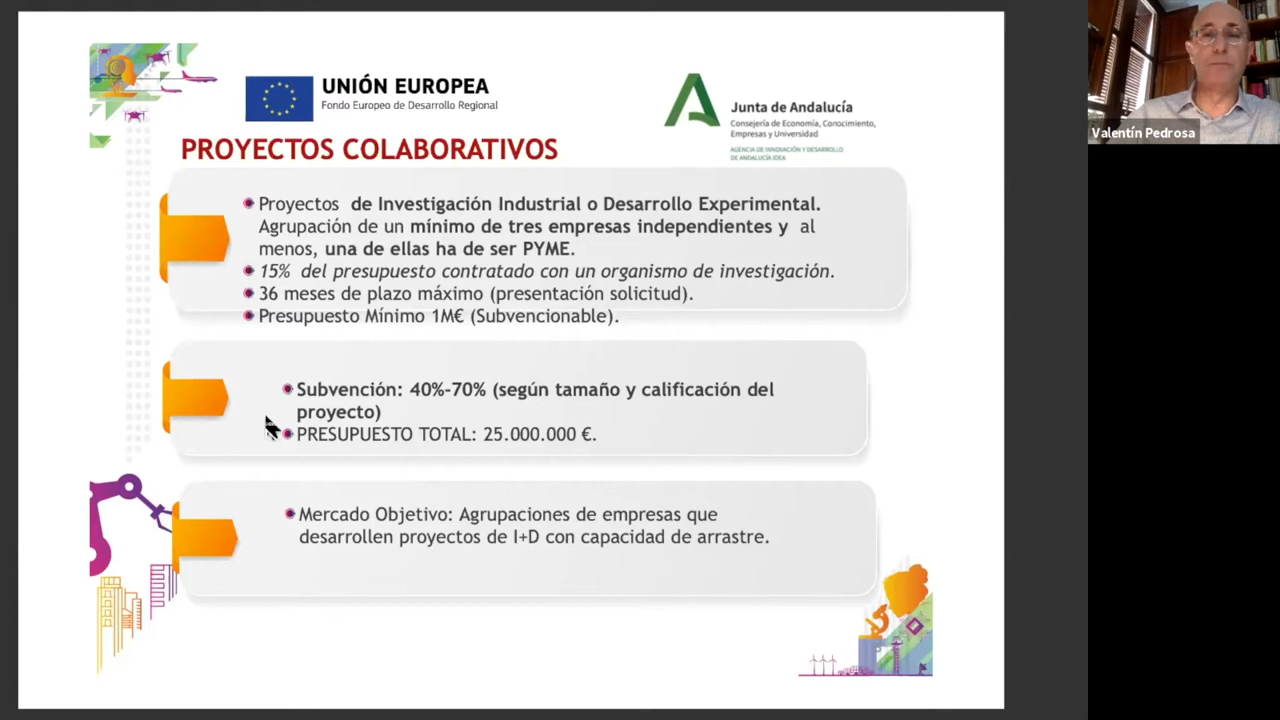 UNIÓN EUROPEA
Fondo Europeo de Desarrollo Regional
Junta de Andalucía
Consejería de Economía, Conocimiento,
Empresas y Universidad
AGENCIA DE INNOVACIÓN Y DESARROLLO
DE ANDALUCÍA IDEA
Valentín Pedrosa
PROYECTOS COLABORATIVOS
Proyectos de Investigación Industrial o Desarrollo Experimental.
Agrupación de un mínimo de tres empresas independientes y al
menos, una de ellas ha de ser PYME.
15% del presupuesto contratado con un organismo de investigación.
36 meses de plazo máximo (presentación solicitud).
Presupuesto Mínimo 1M€ (Subvencionable).
Subvención: 40%-70% (según tamaño y calificación del
proyecto)
PRESUPUESTO TOTAL: 25.000.000 €.
Mercado Objetivo: Agrupaciones de empresas que
desarrollen proyectos de I+D con capacidad de arrastre.